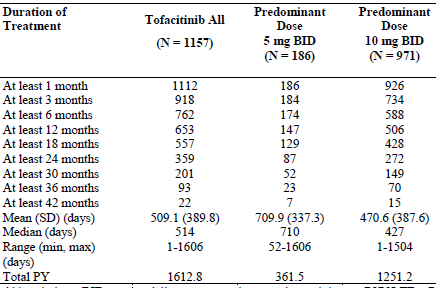 Duration of Treatment Tofacitinib All (N = 1157) Predominant Dose 5 mg BID (N = 186) Predominant Dose 10 mg BID (N = 971)
At least 1 month 1112 186 926
At least 3 months 918 184 734
At least 6 months 762 174 588
At least 12 months 653 147 506
At least 18 months 557 129 428
At least 24 months 359 87 272
At least 30 months 201 52 149
At least 36 months 93 23 70
At least 42 months 22 7 15
Mean (SD) (days) 509.1 (389.8) 709.9 (337.3) 470.6 (387.6)
Median (days) 514 710 427
Range (min, max) (days) 1-1606 52-1606 1-1504
Total PY 1612.8 361.5 1251.2